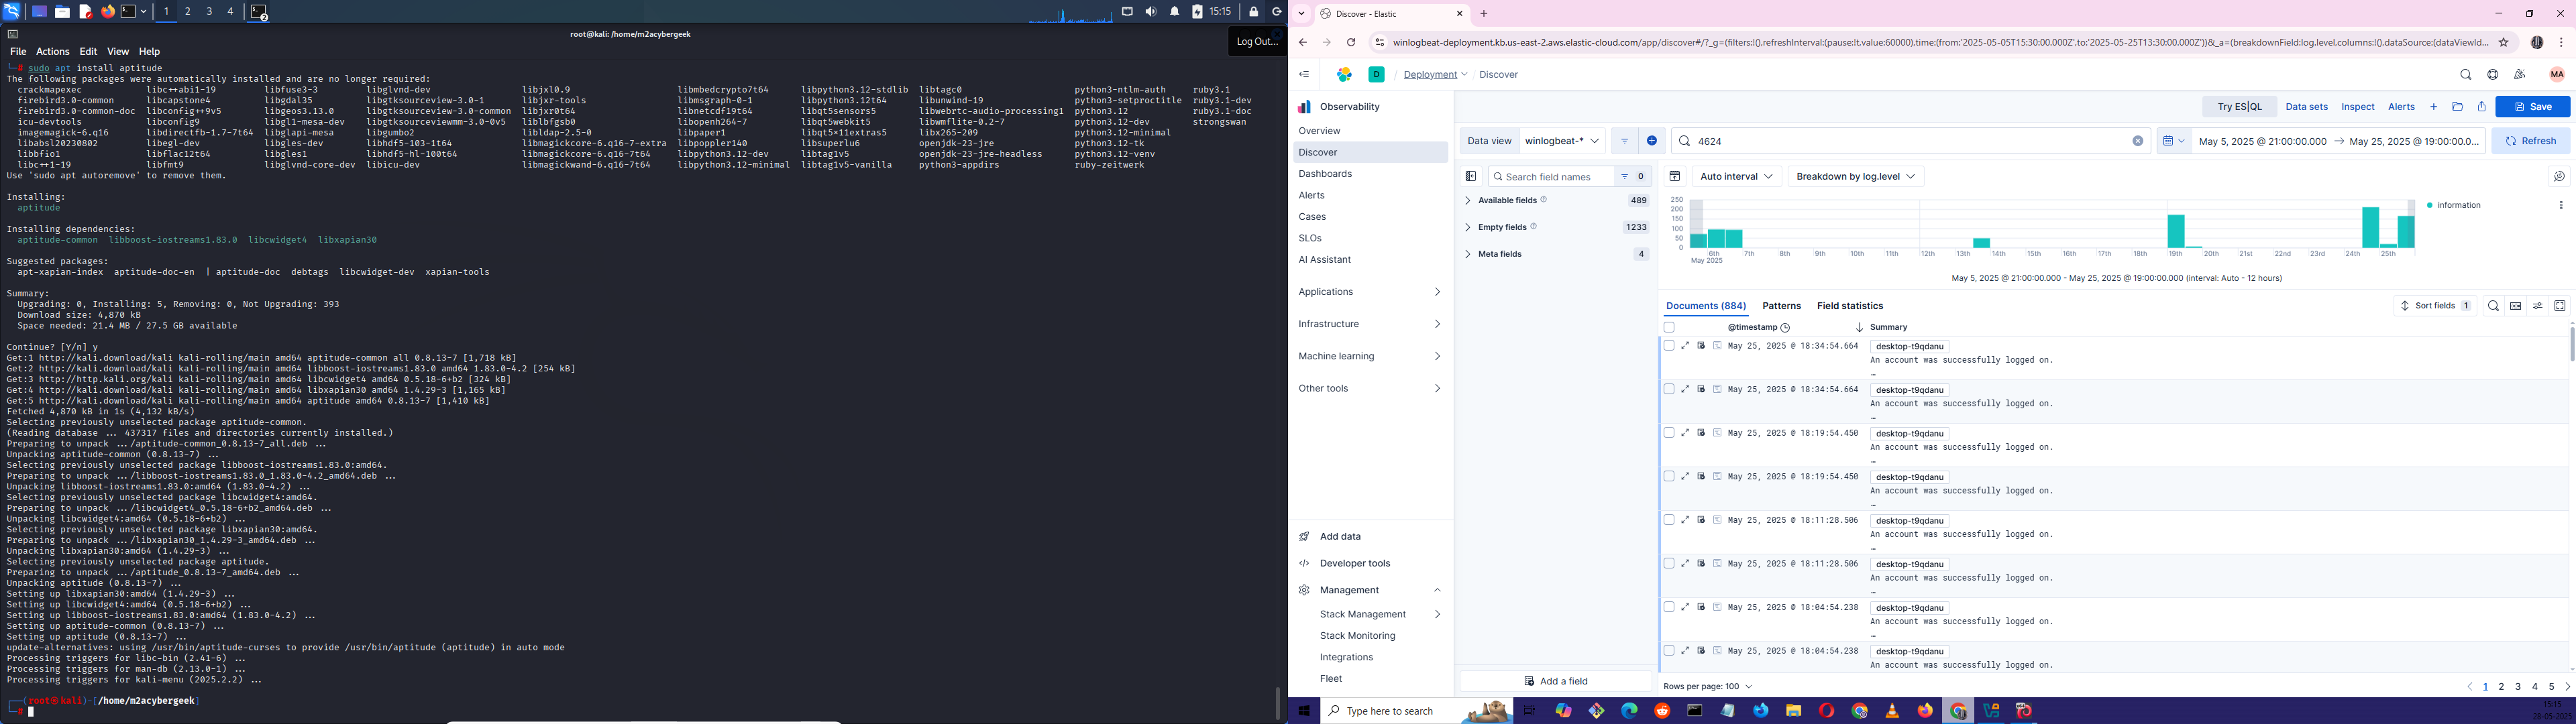 1 2 3 4 2 15:15
root@kali: /home/m2acybergeek
Log Out...
File Actions Edit View Help
└─# sudo apt install aptitude
The following packages were automatically installed and are no longer required:
crackmapexec libc++abi1-19 libfuse3-3 libglvnd-dev libjxl0.9 libmbedcrypto7t64 libpython3.12-stdlib libtagc0 python3-ntlm-auth ruby3.1
firebird3.0-common libcapstone4 libgdal35 libgtksourceview-3.0-1 libjxr-tools libmsgraph-0-1 libpython3.12t64 libunwind-19 python3-setproctitle ruby3.1-dev
firebird3.0-common-doc libconfig++9v5 libgeos3.13.0 libgtksourceview-3.0-common libjxr0t64 libnetcdf19t64 libqt5sensors5 libwebrtc-audio-processing1 python3.12 ruby3.1-doc
icu-devtools libconfig9 libgl1-mesa-dev libgtksourceviewmm-3.0-0v5 liblbfgsb0 libopenh264-7 libqt5webkit5 libwmflite-0.2-7 python3.12-dev strongswan
imagemagick-6.q16 libdirectfb-1.7-7t64 libglapi-mesa libgumbo2 libldap-2.5-0 libpaper1 libqt5x11extras5 libx265-209 python3.12-minimal
libabsl20230802 libegl-dev libgles-dev libhdf5-103-1t64 libmagickcore-6.q16-7-extra libpoppler140 libsuperlu6 openjdk-23-jre python3.12-tk
libbfio1 libflac12t64 libgles1 libhdf5-hl-100t64 libmagickcore-6.q16-7t64 libpython3.12-dev libtag1v5 openjdk-23-jre-headless python3.12-venv
libc++1-19 libfmt9 libglvnd-core-dev libicu-dev libmagickwand-6.q16-7t64 libpython3.12-minimal libtag1v5-vanilla python3-appdirs ruby-zeitwerk
Use 'sudo apt autoremove' to remove them.
Installing:
aptitude
Installing dependencies:
aptitude-common libboost-iostreams1.83.0 libcwidget4 libxapian30
Suggested packages:
apt-xapian-index aptitude-doc-en | aptitude-doc debtags libcwidget-dev xapian-tools
Summary:
Upgrading: 0, Installing: 5, Removing: 0, Not Upgrading: 393
Download size: 4,870 kB
Space needed: 21.4 MB / 27.5 GB available
Continue? [Y/n] y
Get:1 http://kali.download/kali kali-rolling/main amd64 aptitude-common all 0.8.13-7 [1,718 kB]
Get:2 http://kali.download/kali kali-rolling/main amd64 libboost-iostreams1.83.0 amd64 1.83.0-4.2 [254 kB]
Get:3 http://http.kali.org/kali kali-rolling/main amd64 libcwidget4 amd64 0.5.18-6+b2 [324 kB]
Get:4 http://kali.download/kali kali-rolling/main amd64 libxapian30 amd64 1.4.29-3 [1,165 kB]
Get:5 http://kali.download/kali kali-rolling/main amd64 aptitude amd64 0.8.13-7 [1,410 kB]
Fetched 4,870 kB in 1s (4,132 kB/s)
Selecting previously unselected package aptitude-common.
(Reading database ... 437317 files and directories currently installed.)
Preparing to unpack .../aptitude-common_0.8.13-7_all.deb ...
Unpacking aptitude-common (0.8.13-7) ...
Selecting previously unselected package libboost-iostreams1.83.0:amd64.
Preparing to unpack .../libboost-iostreams1.83.0_1.83.0-4.2_amd64.deb ...
Unpacking libboost-iostreams1.83.0:amd64 (1.83.0-4.2) ...
Selecting previously unselected package libcwidget4:amd64.
Preparing to unpack .../libcwidget4_0.5.18-6+b2_amd64.deb ...
Unpacking libcwidget4:amd64 (0.5.18-6+b2) ...
Selecting previously unselected package libxapian30:amd64.
Preparing to unpack .../libxapian30_1.4.29-3_amd64.deb ...
Unpacking libxapian30:amd64 (1.4.29-3) ...
Selecting previously unselected package aptitude.
Preparing to unpack .../aptitude_0.8.13-7_amd64.deb ...
Unpacking aptitude (0.8.13-7) ...
Setting up libxapian30:amd64 (1.4.29-3) ...
Setting up libcwidget4:amd64 (0.5.18-6+b2) ...
Setting up libboost-iostreams1.83.0:amd64 (1.83.0-4.2) ...
Setting up aptitude-common (0.8.13-7) ...
Setting up aptitude (0.8.13-7) ...
update-alternatives: using /usr/bin/aptitude-curses to provide /usr/bin/aptitude (aptitude) in auto mode
Processing triggers for libc-bin (2.41-6) ...
Processing triggers for man-db (2.13.0-1) ...
Processing triggers for kali-menu (2025.2.2) ...
┌──(root㉿kali)-[/home/m2acybergeek]
└─#
Discover - Elastic
winlogbeat-deployment.kb.us-east-2.aws.elastic-cloud.com/app/discover#/?_g=(filters:!(),refreshInterval:(pause:!t,value:60000),time:(from:'2025-05-05T15:30:00.000Z',to:'2025-05-25T13:30:00.000Z'))&_a=(breakdownField:log.level,columns:!(),dataSource:(dataViewId...
D / Deployment / Discover MA
Observability
Overview
Discover
Dashboards
Alerts
Cases
SLOs
AI Assistant
Applications
Infrastructure
Machine learning
Other tools
Add data
Developer tools
Management
Stack Management
Stack Monitoring
Integrations
Fleet
Try ES|QL Data sets Inspect Alerts Save
Data view winlogbeat-* 4624 May 5, 2025 @ 21:00:00.000 → May 25, 2025 @ 19:00:00.0... Refresh
Search field names 0
Available fields 489
Empty fields 1233
Meta fields 4
Add a field
Auto interval Breakdown by log.level
250
200
150
100
50
0
6th 7th 8th 9th 10th 11th 12th 13th 14th 15th 16th 17th 18th 19th 20th 21st 22nd 23rd 24th 25th
May 2025
information
May 5, 2025 @ 21:00:00.000 - May 25, 2025 @ 19:00:00.000 (interval: Auto - 12 hours)
Documents (884) Patterns Field statistics Sort fields 1
@timestamp Summary
May 25, 2025 @ 18:34:54.664 desktop-t9qdanu
An account was successfully logged on.
…
May 25, 2025 @ 18:34:54.664 desktop-t9qdanu
An account was successfully logged on.
…
May 25, 2025 @ 18:19:54.450 desktop-t9qdanu
An account was successfully logged on.
…
May 25, 2025 @ 18:19:54.450 desktop-t9qdanu
An account was successfully logged on.
…
May 25, 2025 @ 18:11:28.506 desktop-t9qdanu
An account was successfully logged on.
…
May 25, 2025 @ 18:11:28.506 desktop-t9qdanu
An account was successfully logged on.
…
May 25, 2025 @ 18:04:54.238 desktop-t9qdanu
An account was successfully logged on.
…
May 25, 2025 @ 18:04:54.238 desktop-t9qdanu
An account was successfully logged on.
Rows per page: 100 1 2 3 4 5
Type here to search
15:15
28-05-2025